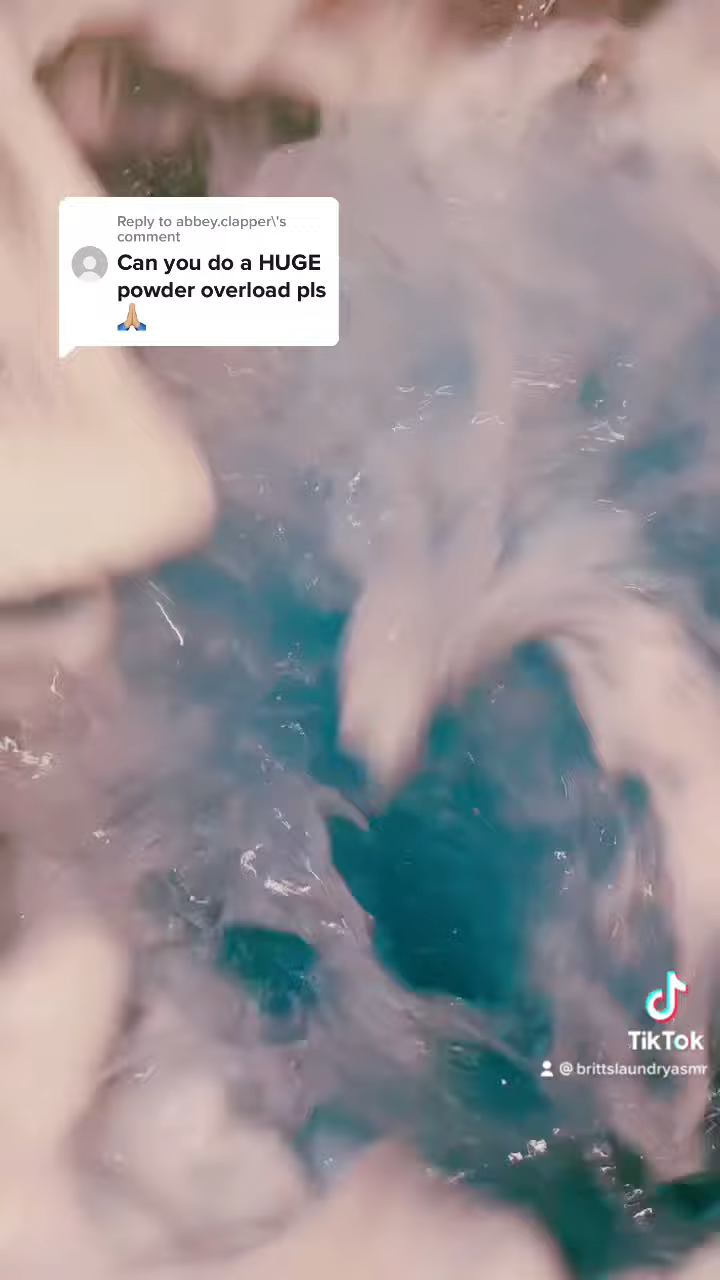 Reply to abbey.clapper\'s
comment
Can you do a HUGE
powder overload pls
🙏🏼
TikTok
@brittslaundryasmr